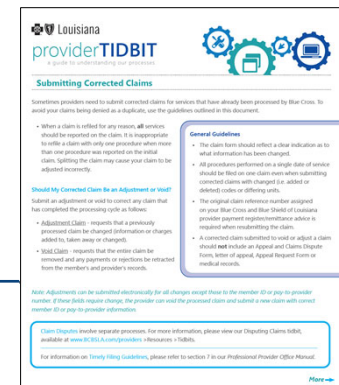 Louisiana
providerTIDBIT
a guide to understanding our processes
Submitting Corrected Claims
Sometimes providers need to submit corrected claims for services that have already been processed by Blue Cross. To
avoid your claims being denied as a duplicate, use the guidelines outlined in this document.
• When a claim is refiled for any reason, all services
should be reported on the claim. It is inappropriate
to refile a claim with only one procedure when more
than one procedure was reported on the initial
claim. Splitting the claim may cause your claim to be
adjusted incorrectly.
Should My Corrected Claim Be an Adjustment or Void?
Submit an adjustment or void to correct any claim that
has completed the processing cycle as follows:
• Adjustment Claim - requests that a previously
processed claim be changed (information or charges
added to, taken away or changed).
• Void Claim - requests that the entire claim be
removed and any payments or rejections be retracted
from the member's and provider's records.
General Guidelines
• The claim form should reflect a clear indication as to
what information has been changed.
• All procedures performed on a single date of service
should be filed on one claim even when submitting
corrected claims with changed (i.e. added or
deleted) codes or differing units.
• The original claim reference number assigned
on your Blue Cross and Blue Shield of Louisiana
provider payment register/remittance advice is
required when resubmitting the claim.
• A corrected claim submitted to void or adjust a claim
should not include an Appeal and Claims Dispute
Form, letter of appeal, Appeal Request Form or
medical records.
Note: Adjustments can be submitted electronically for all changes except those to the member ID or pay-to-provider
number. If these fields require change, the provider can void the processed claim and submit a new claim with correct
member ID or pay-to provider information.
Claim Disputes involve separate processes. For more information, please view our Disputing Claims tidbit,
available at www.BCBSLA.com/providers >Resources >Tidbits.
For information on Timely Filing Guidelines, please refer to section 7 in our Professional Provider Office Manual.
More